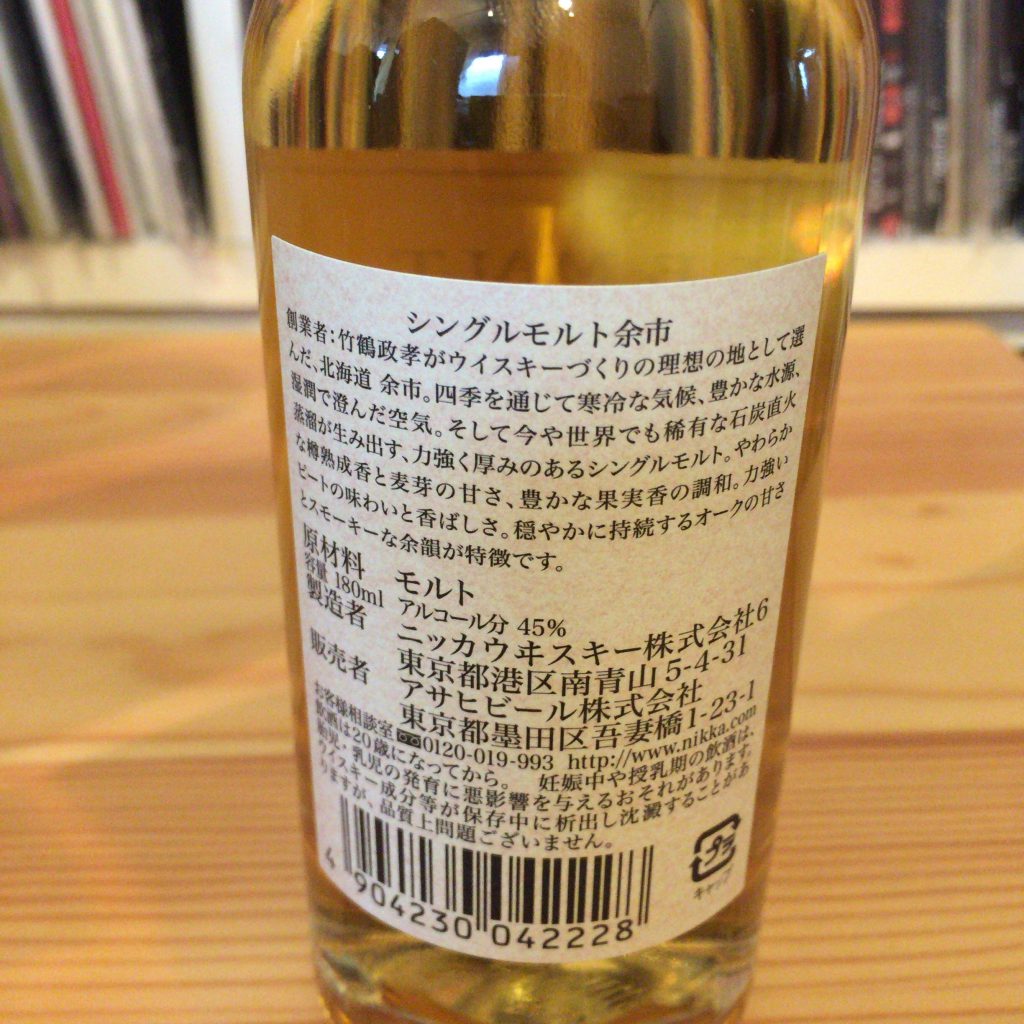 シングルモルト余市
創業者：竹鶴政孝がウイスキーづくりの理想の地として選
んだ、北海道 余市。四季を通じて寒冷な気候、豊かな水源、
湿潤で澄んだ空気。そして今や世界でも稀有な石炭直火
蒸溜が生み出す、力強く厚みのあるシングルモルト。やわらか
な樽熟成香と麦芽の甘さ、豊かな果実香の調和。力強い
ピートの味わいと香ばしさ。穏やかに持続するオークの甘さ
とスモーキーな余韻が特徴です。
原材料 モルト
容量 180ml アルコール分 45%
製造者 ニッカウヰスキー株式会社6
東京都港区南青山 5-4-31
販売者 アサヒビール株式会社
東京都墨田区吾妻橋1-23-1
お客様相談室 0120-019-993 http://www.nikka.com
飲酒は20歳になってから。 妊娠中や授乳期の飲酒は、
胎児・乳児の発育に悪影響を与えるおそれがあります。
ウイスキー成分等が保存中に析出し沈澱することがあ
りますが、品質上問題ございません。
プラ
キャップ
4 904230 042228